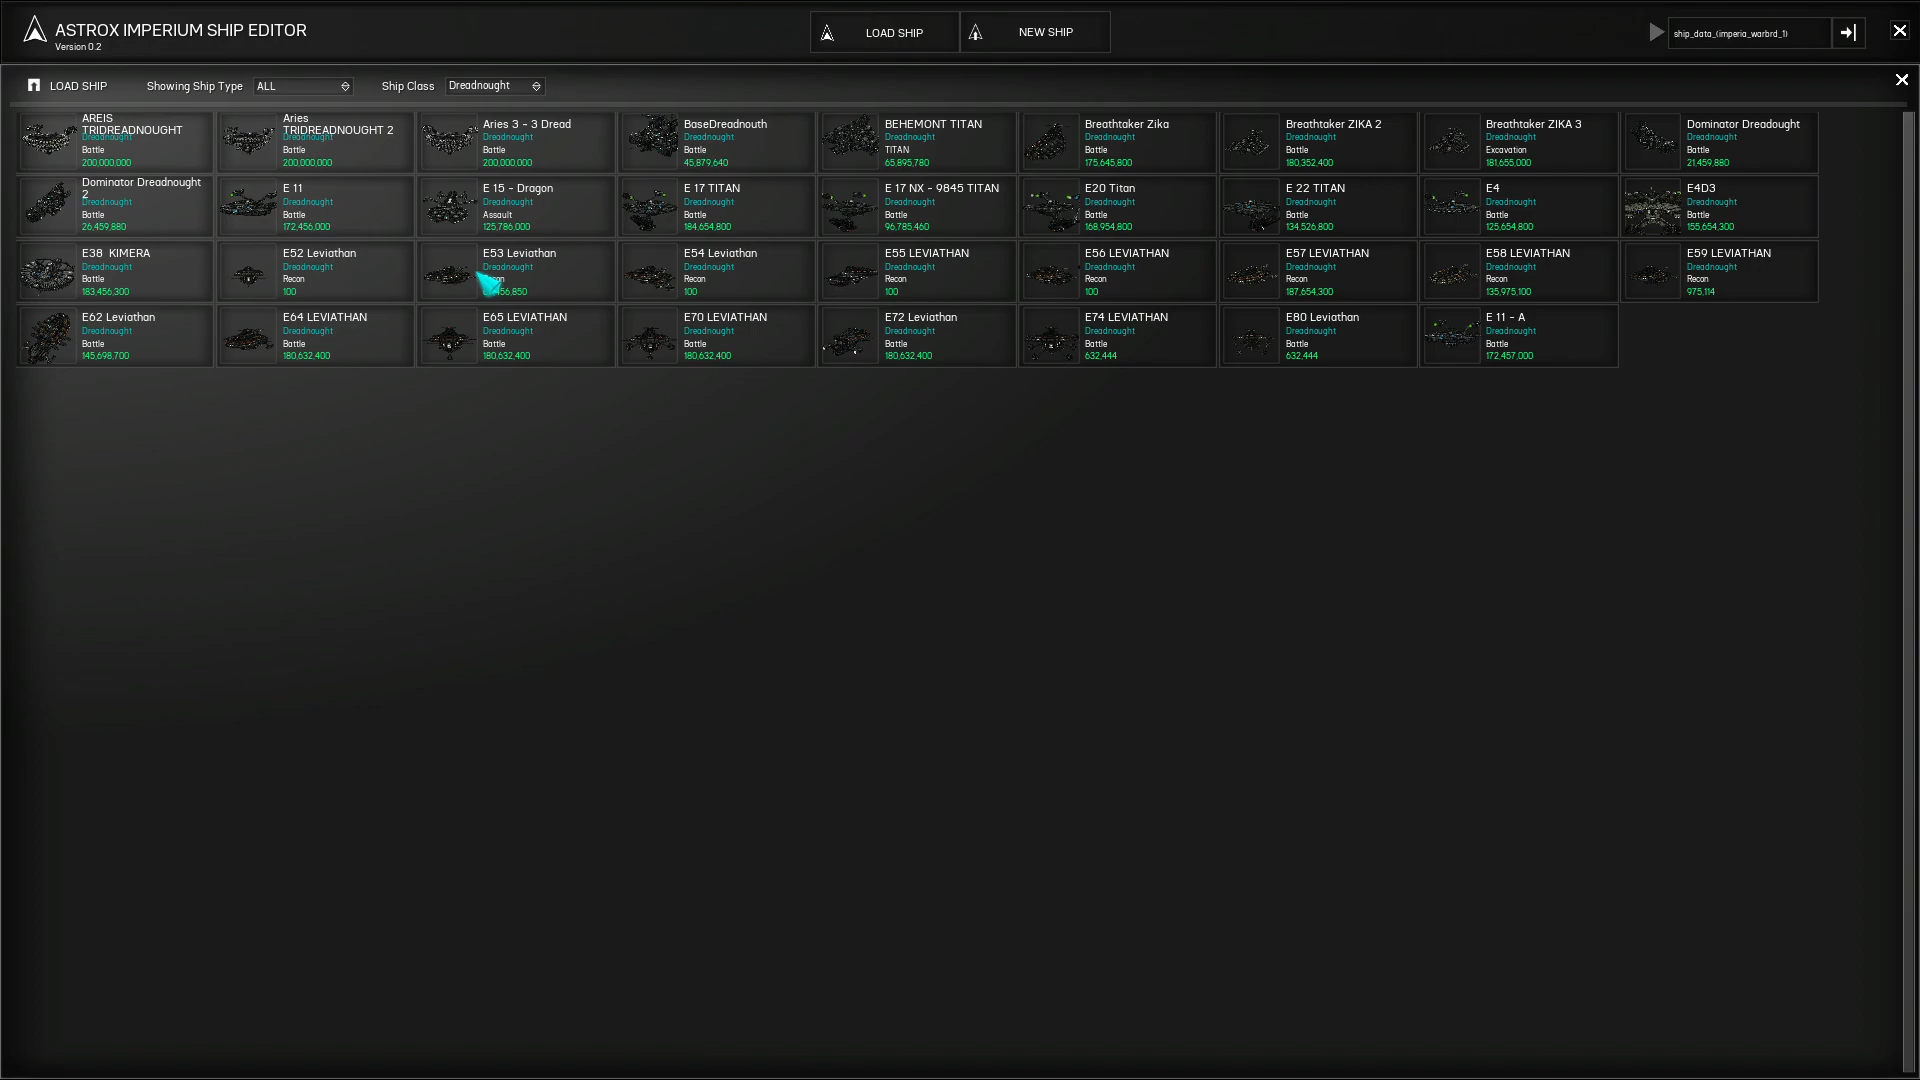 ASTROX IMPERIUM SHIP EDITOR
Version 0.2
LOAD SHIP
NEW SHIP
ship_data_(imperia_warbrd_1)
LOAD SHIP
Showing Ship Type
ALL
Ship Class
Dreadnought
AREIS
TRIDREADNOUGHT
Dreadnought
Battle
200,000,000
Aries
TRIDREADNOUGHT 2
Dreadnought
Battle
200,000,000
Aries 3 - 3 Dread
Dreadnought
Battle
200,000,000
BaseDreadnouth
Dreadnought
Battle
45,879,640
BEHEMONT TITAN
Dreadnought
TITAN
65,895,780
Breathtaker Zika
Dreadnought
Battle
175,645,800
Breathtaker ZIKA 2
Dreadnought
Battle
180,352,400
Breathtaker ZIKA 3
Dreadnought
Excavation
181,655,000
Dominator Dreadought
Dreadnought
Battle
21,459,880
Dominator Dreadnought
2
Dreadnought
Battle
26,459,880
E 11
Dreadnought
Battle
172,456,000
E 15 - Dragon
Dreadnought
Assault
125,786,000
E 17 TITAN
Dreadnought
Battle
184,654,800
E 17 NX - 9845 TITAN
Dreadnought
Battle
96,785,460
E20 Titan
Dreadnought
Battle
168,954,800
E 22 TITAN
Dreadnought
Battle
134,526,800
E4
Dreadnought
Battle
125,654,800
E4D3
Dreadnought
Battle
155,654,300
E38 KIMERA
Dreadnought
Battle
183,456,300
E52 Leviathan
Dreadnought
Recon
100
E53 Leviathan
Dreadnought
E54 Leviathan
Dreadnought
Recon
100
E55 LEVIATHAN
Dreadnought
Recon
100
E56 LEVIATHAN
Dreadnought
Recon
100
E57 LEVIATHAN
Dreadnought
Recon
187,654,300
E58 LEVIATHAN
Dreadnought
Recon
135,975,100
E59 LEVIATHAN
Dreadnought
Recon
975,114
E62 Leviathan
Dreadnought
Battle
145,698,700
E64 LEVIATHAN
Dreadnought
Battle
180,632,400
E65 LEVIATHAN
Dreadnought
Battle
180,632,400
E70 LEVIATHAN
Dreadnought
Battle
180,632,400
E72 Leviathan
Dreadnought
Battle
180,632,400
E74 LEVIATHAN
Dreadnought
Battle
632,444
E80 Leviathan
Dreadnought
Battle
632,444
E 11 - A
Dreadnought
Battle
172,457,000